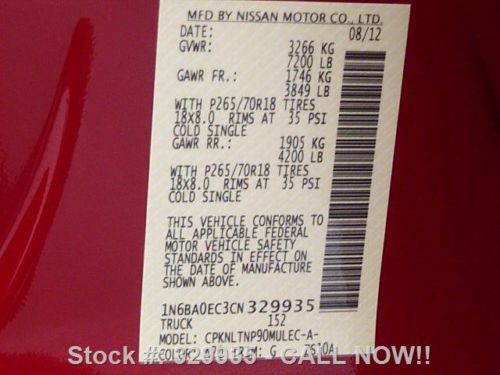 MFD BY NISSAN MOTOR CO., LTD.
DATE: 08/12
GVWR: 3266 KG
7200 LB
GAWR FR.: 1746 KG
3849 LB
WITH P265/70R18 TIRES
18X8.0 RIMS AT 35 PSI
COLD SINGLE
GAWR RR.: 1905 KG
4200 LB
WITH P265/70R18 TIRES
18X8.0 RIMS AT 35 PSI
COLD SINGLE
THIS VEHICLE CONFORMS TO
ALL APPLICABLE FEDERAL
MOTOR VEHICLE SAFETY
STANDARDS IN EFFECT ON
THE DATE OF MANUFACTURE
SHOWN ABOVE.
1N6BA0EC3CN329935
TRUCK 152
MODEL: CPKNLTNP90MULEC-A-
Stock #: 329935 - CALL NOW!!